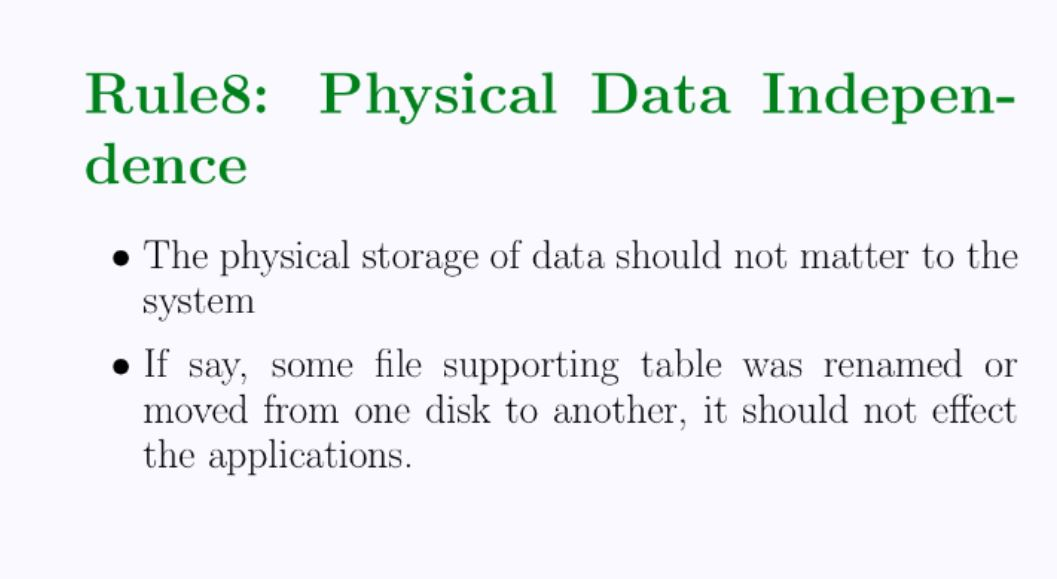 Rule8: Physical Data Indepen-
dence
• The physical storage of data should not matter to the
system
• If say, some file supporting table was renamed or
moved from one disk to another, it should not effect
the applications.